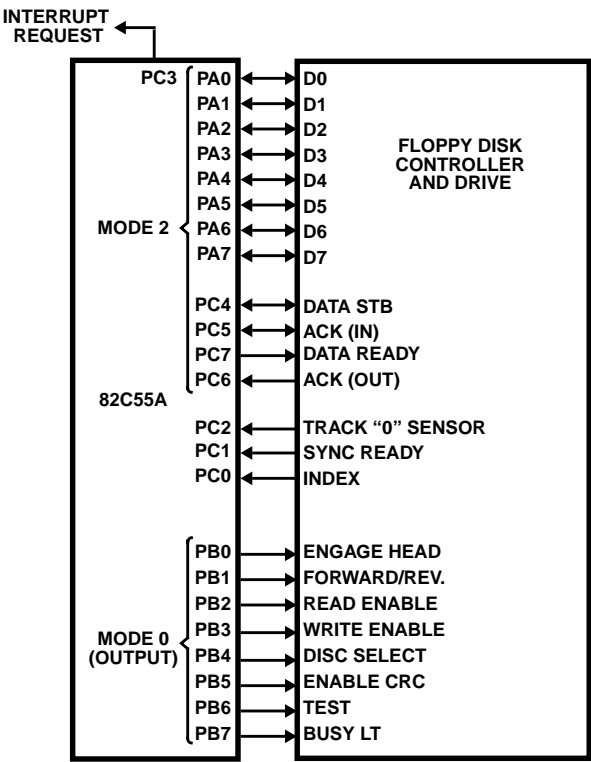 INTERRUPT
REQUEST
PC3 PA0 D0
PA1 D1
PA2 D2
PA3 D3
PA4 D4
PA5 D5
PA6 D6
PA7 D7
MODE 2
FLOPPY DISK
CONTROLLER
AND DRIVE
PC4 DATA STB
PC5 ACK (IN)
PC7 DATA READY
PC6 ACK (OUT)
82C55A
PC2 TRACK “0” SENSOR
PC1 SYNC READY
PC0 INDEX
PB0 ENGAGE HEAD
PB1 FORWARD/REV.
PB2 READ ENABLE
PB3 WRITE ENABLE
PB4 DISC SELECT
PB5 ENABLE CRC
PB6 TEST
PB7 BUSY LT
MODE 0
(OUTPUT)